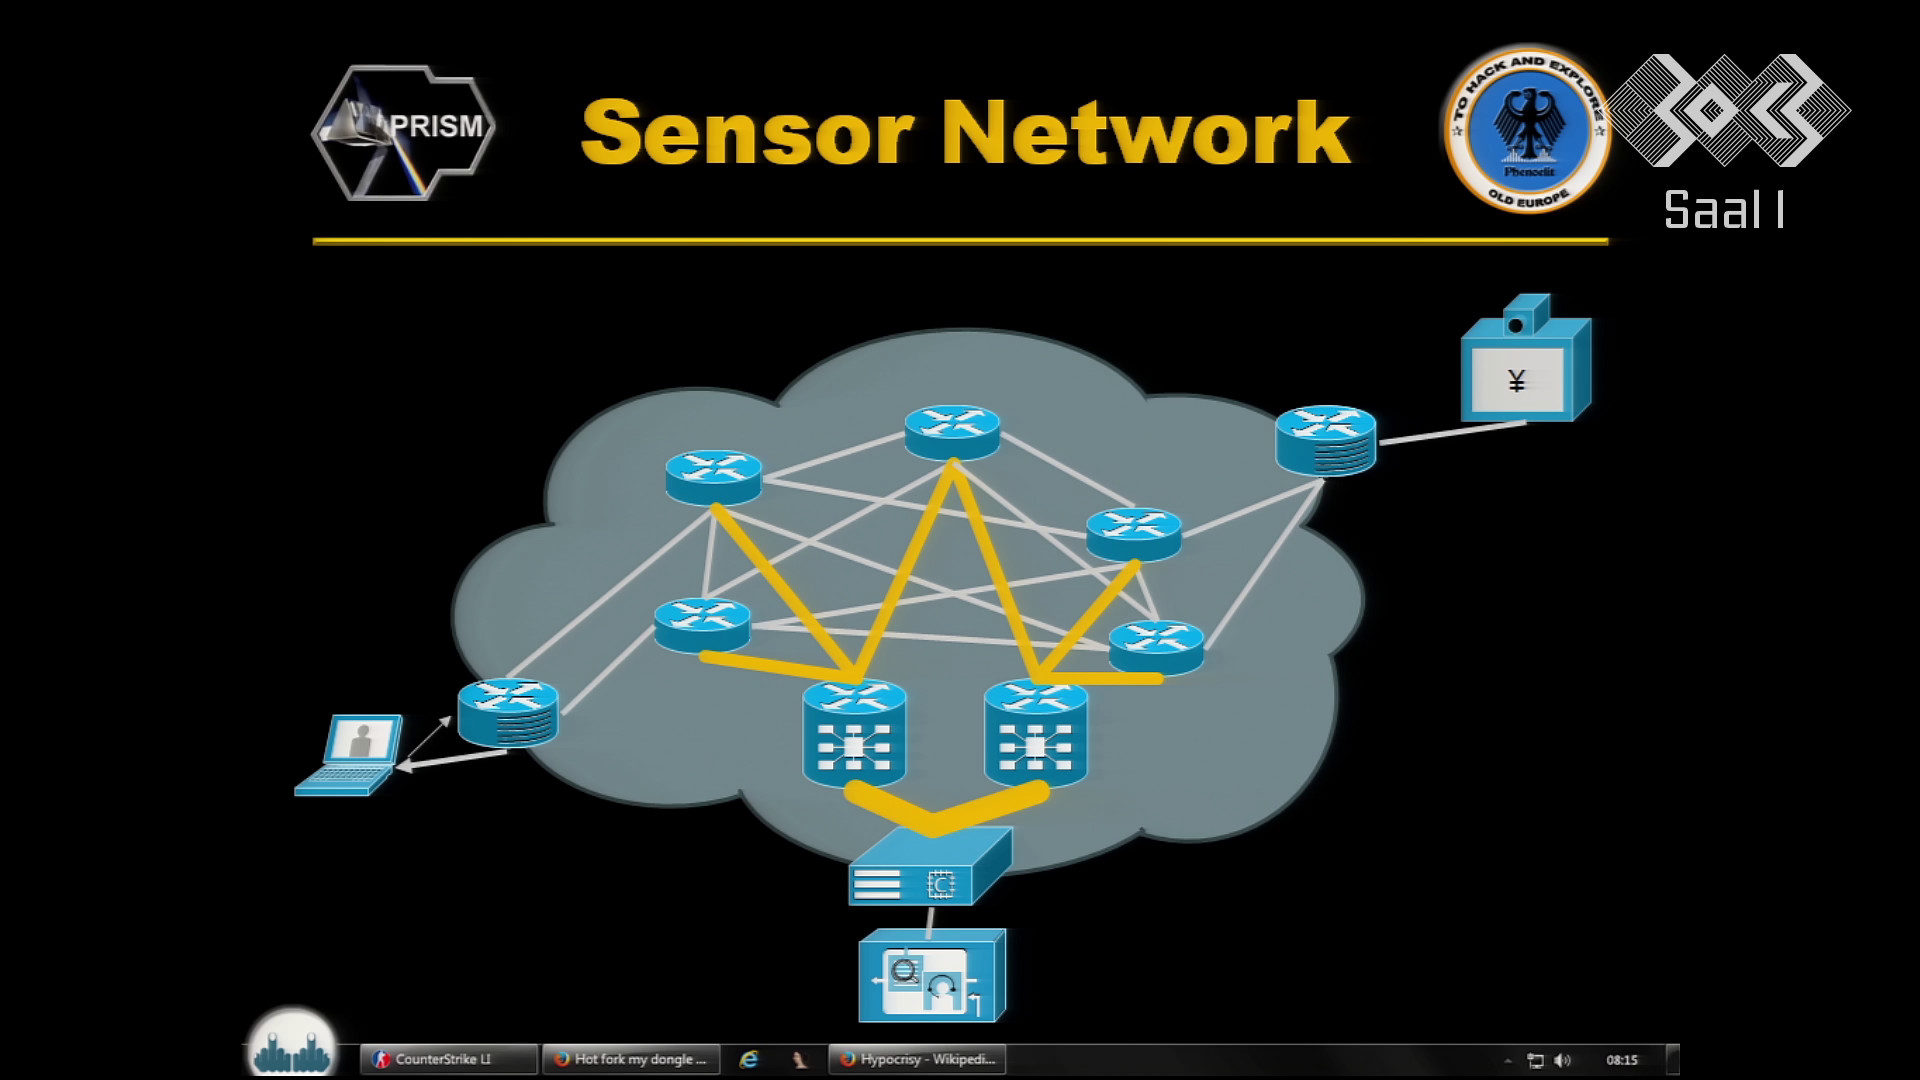 PRISM
Sensor Network
TO HACK AND EXPLORE
Phenoelit
OLD EUROPE
Saal 1
¥
C
CounterStrike LI
Hot fork my dongle ...
Hypocrisy - Wikipedi...
08:15